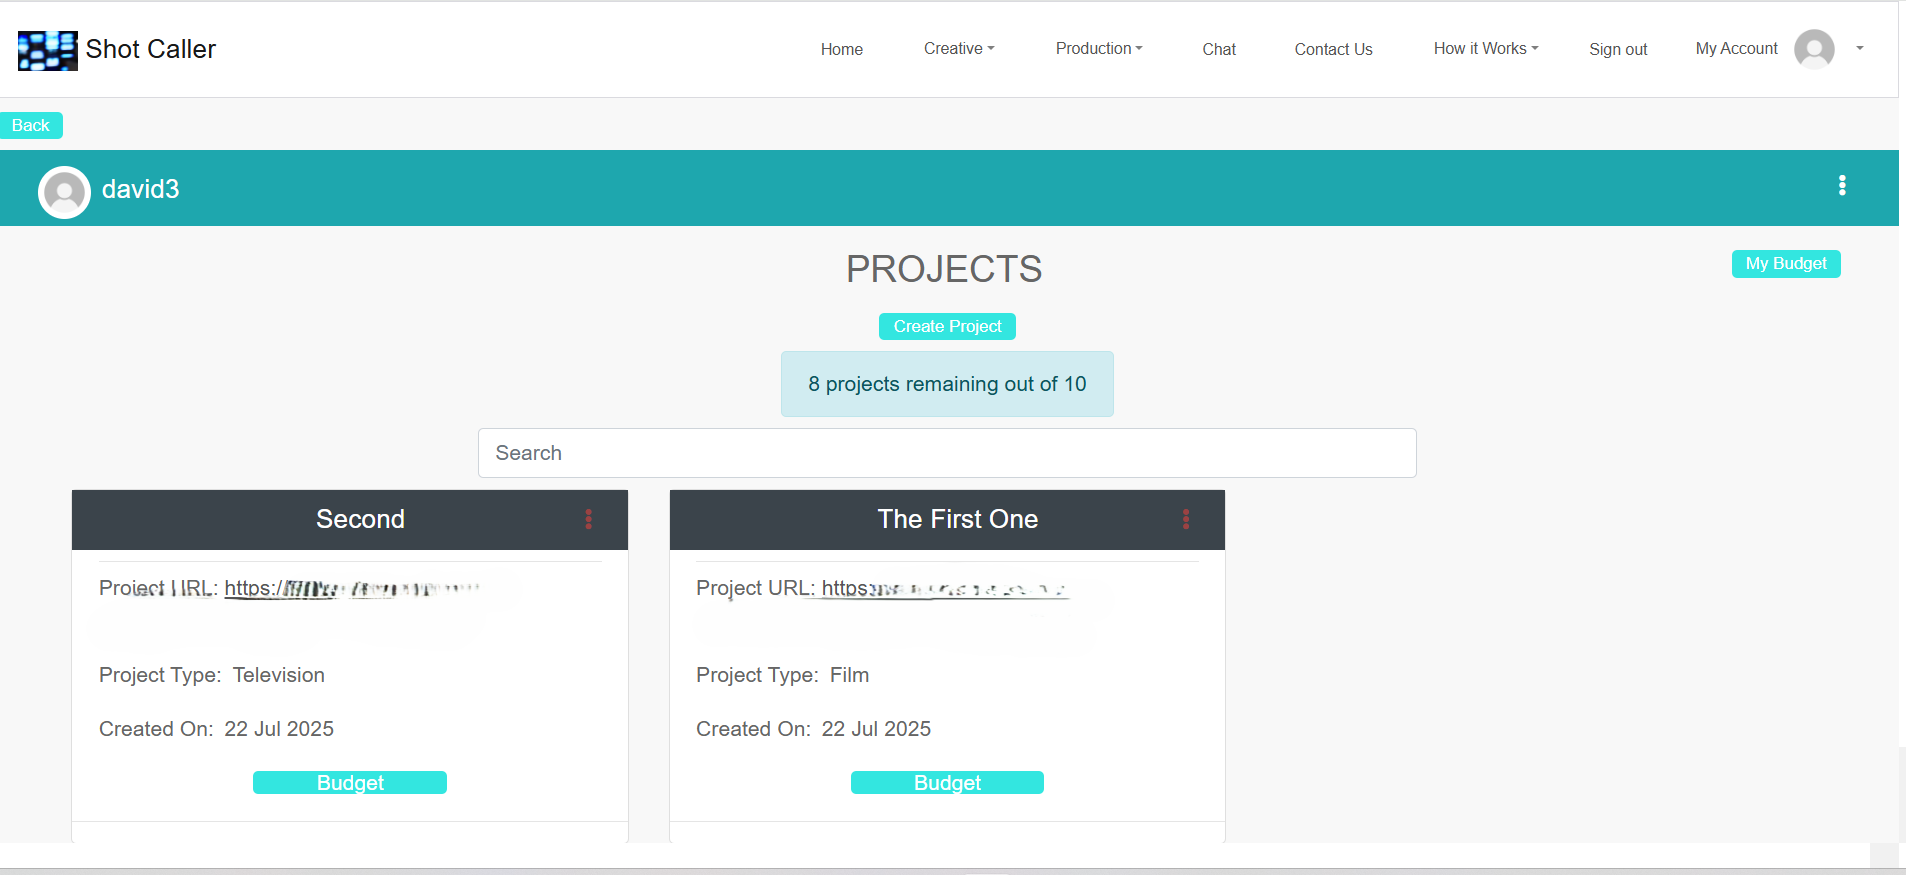 Shot Caller
Home Creative Production Chat Contact Us How it Works Sign out My Account
Back
david3
PROJECTS
My Budget
Create Project
8 projects remaining out of 10
Search
Second
Project URL: https:/
Project Type: Television
Created On: 22 Jul 2025
Budget
The First One
Project URL: https:
Project Type: Film
Created On: 22 Jul 2025
Budget